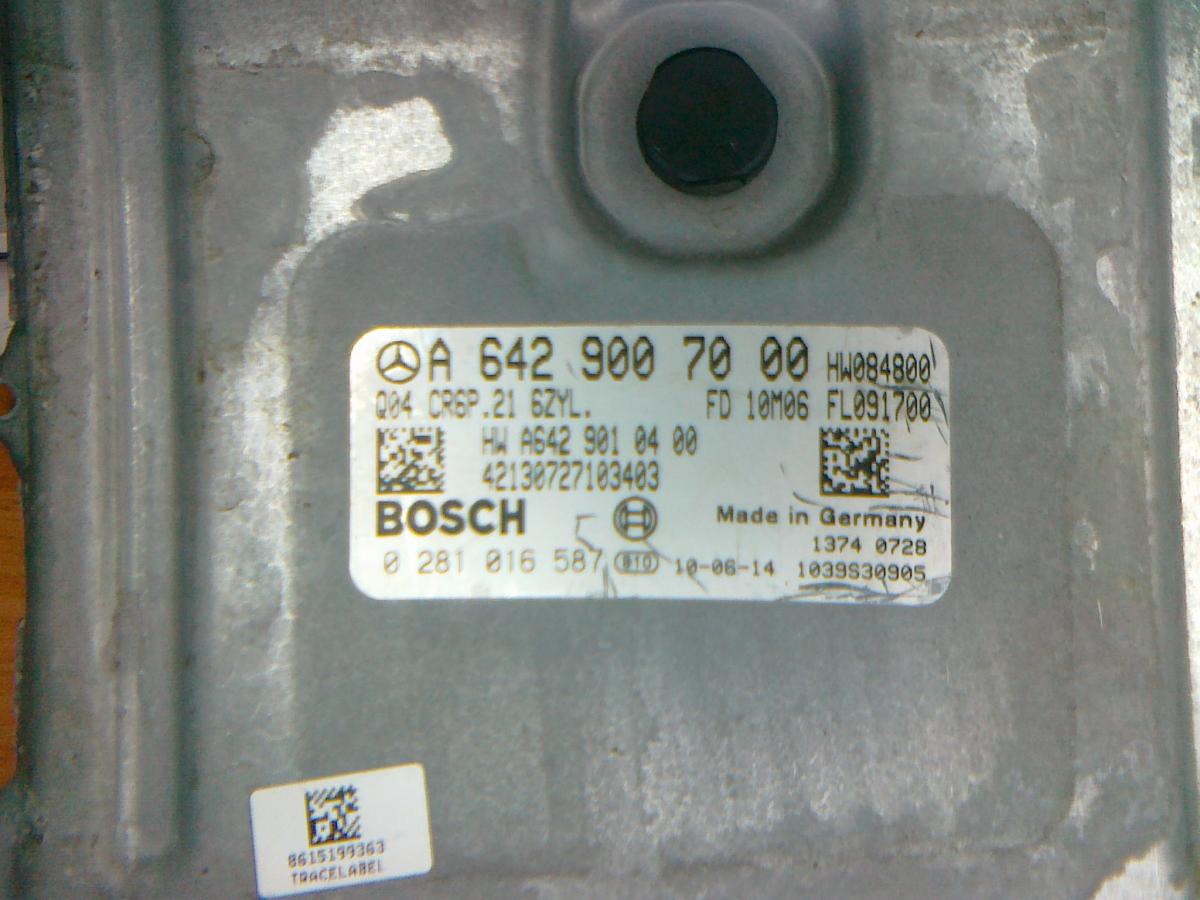 A 642 900 70 00 HW084800
Q04 CR6P.21 6ZYL. FD 10M06 FL091700
HW A642 901 04 00
42130727103403
BOSCH Made in Germany
1374 0728
0 281 016 587 010 10-06-14 1039S30905
8615199363
TRACELABEL